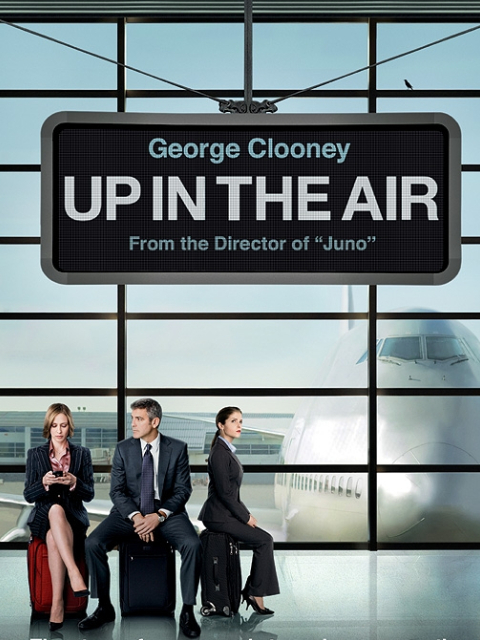 George Clooney
UP IN THE AIR
From the Director of “Juno”